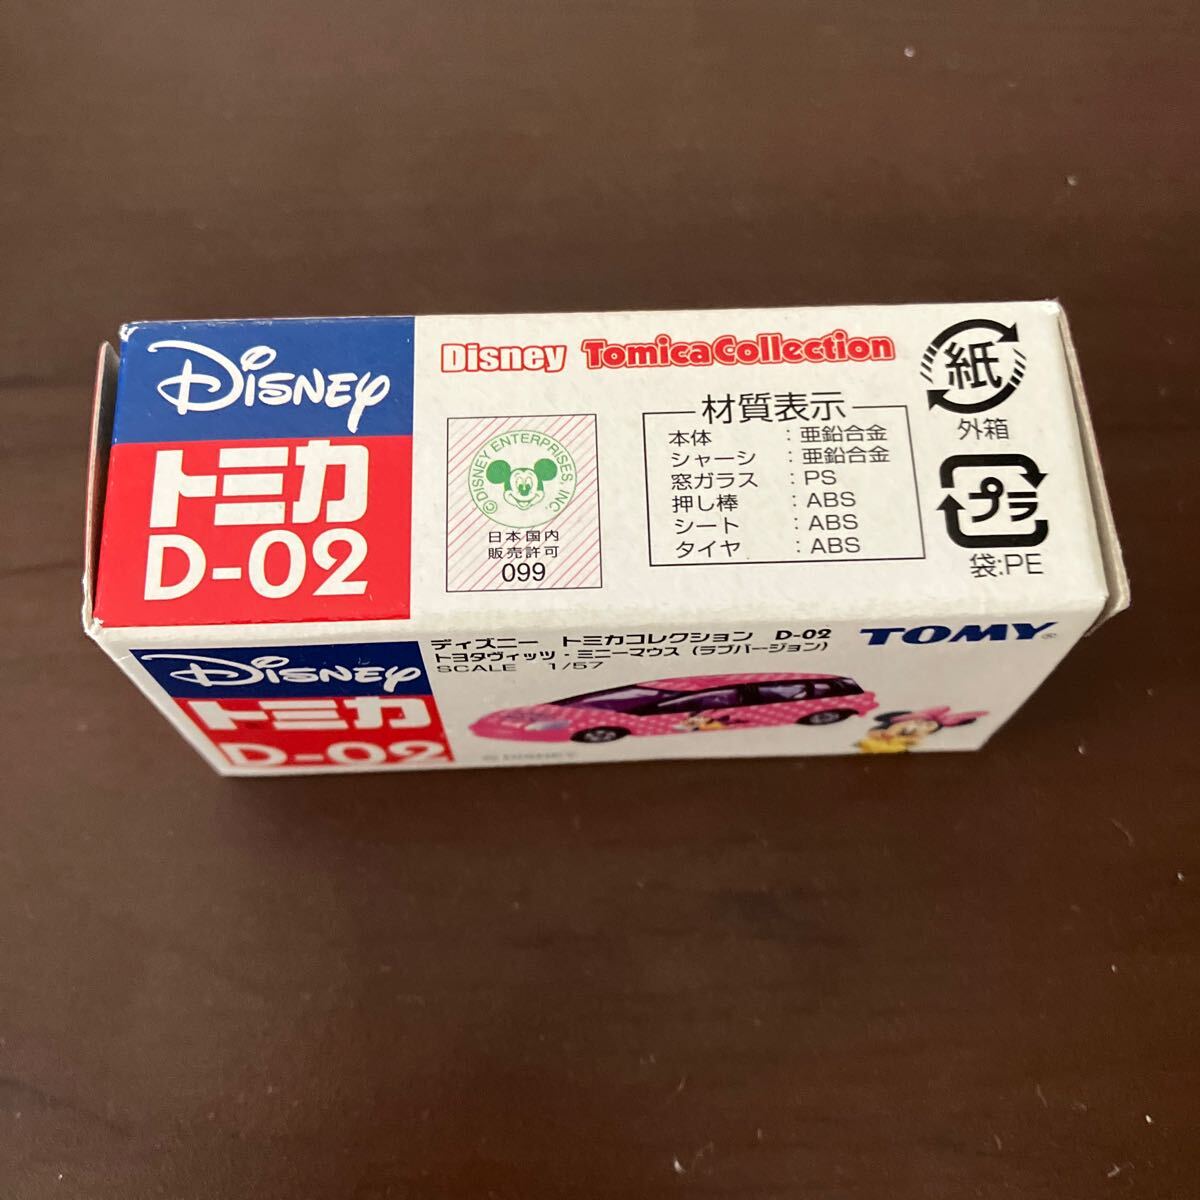 Disney
トミカ
D-02
Disney TomicaCollection
©DISNEY ENTERPRISES, INC
日本国内
販売許可
099
材質表示
本体 : 亜鉛合金
シャーシ : 亜鉛合金
窓ガラス : PS
押し棒 : ABS
シート : ABS
タイヤ : ABS
紙
外箱
プラ
袋:PE
Disney
トミカ
D-02
ディズニー トミカコレクション D-02
トヨタヴィッツ・ミニーマウス (ラブバージョン)
SCALE 1/57
TOMY®
© DISNEY